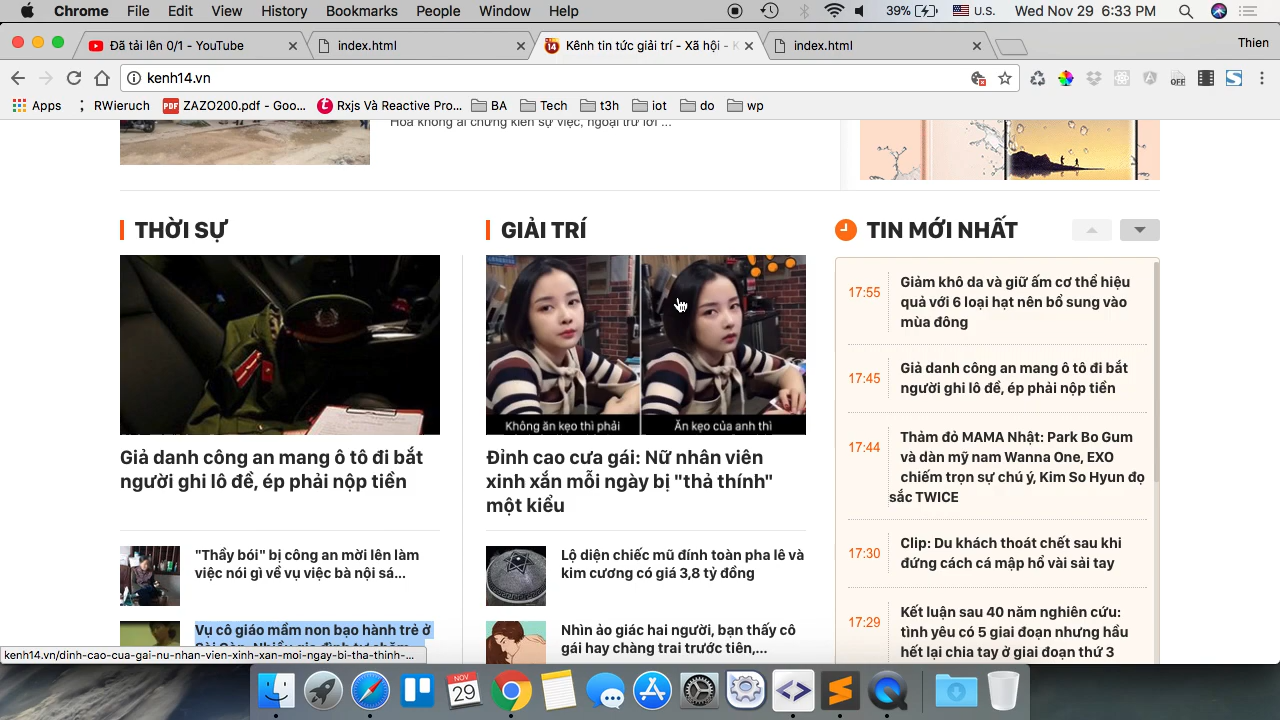 Chrome File Edit View History Bookmarks People Window Help 39% U.S. Wed Nov 29 6:33 PM
Đã tải lên 0/1 - YouTube index.html Kênh tin tức giải trí - Xã hội - K index.html Thien
kenh14.vn OFF
Apps RWieruch PDF ZAZO200.pdf - Goo... Rxjs Và Reactive Pro... BA Tech t3h iot do wp
Hoa không ai chứng kiến sự việc, ngoại trừ lời ...
THỜI SỰ
Giả danh công an mang ô tô đi bắt
người ghi lô đề, ép phải nộp tiền
"Thầy bói" bị công an mời lên làm
việc nói gì về vụ việc bà nội sá...
Vụ cô giáo mầm non bạo hành trẻ ở
GIẢI TRÍ
Không ăn kẹo thì phải Ăn kẹo của anh thì
Đỉnh cao cưa gái: Nữ nhân viên
xinh xắn mỗi ngày bị "thả thính"
một kiểu
Lộ diện chiếc mũ đính toàn pha lê và
kim cương có giá 3,8 tỷ đồng
Nhìn ảo giác hai người, bạn thấy cô
gái hay chàng trai trước tiên,...
TIN MỚI NHẤT
17:55 Giảm khô da và giữ ấm cơ thể hiệu
quả với 6 loại hạt nên bổ sung vào
mùa đông
17:45 Giả danh công an mang ô tô đi bắt
người ghi lô đề, ép phải nộp tiền
17:44 Thảm đỏ MAMA Nhật: Park Bo Gum
và dàn mỹ nam Wanna One, EXO
chiếm trọn sự chú ý, Kim So Hyun đọ
sắc TWICE
17:30 Clip: Du khách thoát chết sau khi
đứng cách cá mập hổ vài sải tay
17:29 Kết luận sau 40 năm nghiên cứu:
tình yêu có 5 giai đoạn nhưng hầu
hết lại chia tay ở giai đoạn thứ 3
kenh14.vn/dinh-cao-cua-gai-nu-nhan-vien-xinh-xan-moi-ngay-bi-tha-thinh-...
NOV
29